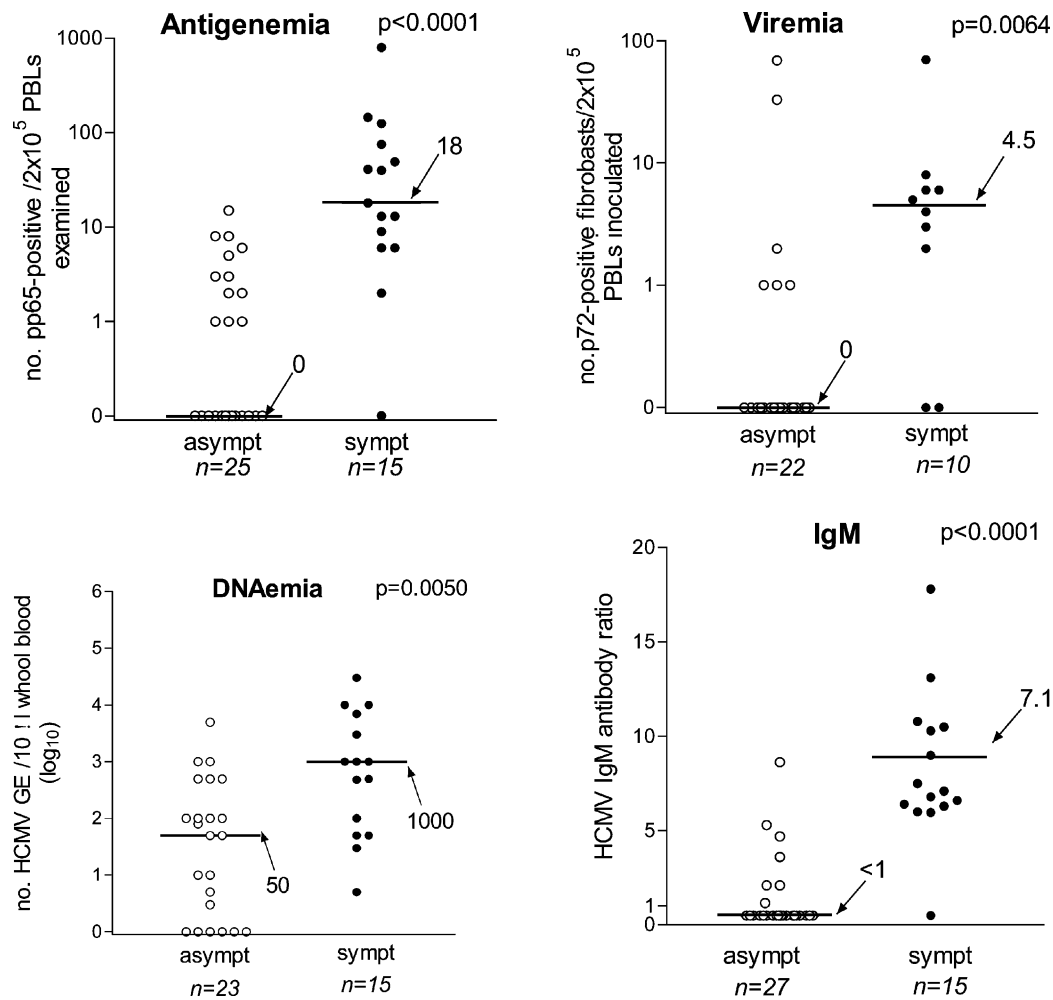 Antigenemia
p<0.0001
no. pp65-positive /2x10⁵ PBLs
examined
1000
100
10
1
0
18
0
asympt
sympt
n=25
n=15
Viremia
p=0.0064
no.p72-positive fibrobasts/2x10⁵
PBLs inoculated
100
10
1
0
4.5
0
asympt
sympt
n=22
n=10
DNAemia
p=0.0050
no. HCMV GE /10 ! l whool blood
(log₁₀)
6
5
4
3
2
1
0
50
1000
asympt
sympt
n=23
n=15
IgM
p<0.0001
HCMV IgM antibody ratio
20
15
10
5
1
0
7.1
<1
asympt
sympt
n=27
n=15